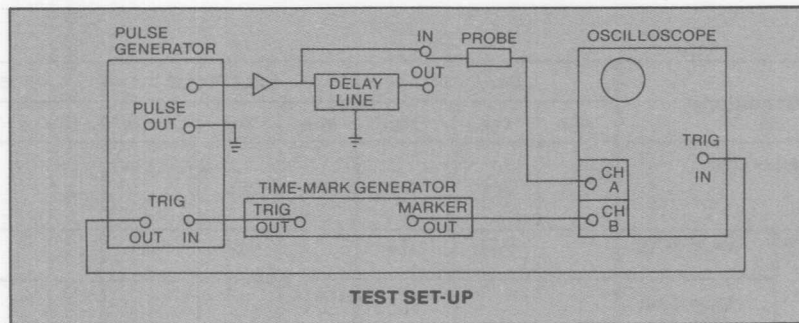 PULSE
GENERATOR
IN
PROBE
OSCILLOSCOPE
OUT
DELAY
LINE
PULSE
OUT
TRIG
IN
CH
A
TIME-MARK GENERATOR
TRIG
OUT IN
TRIG
OUT
MARKER
OUT
CH
B
TEST SET-UP